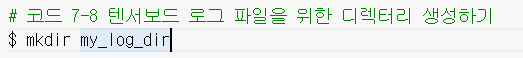 # 코드 7-8 텐서보드 로그 파일을 위한 디렉터리 생성하기
$ mkdir my_log_dir